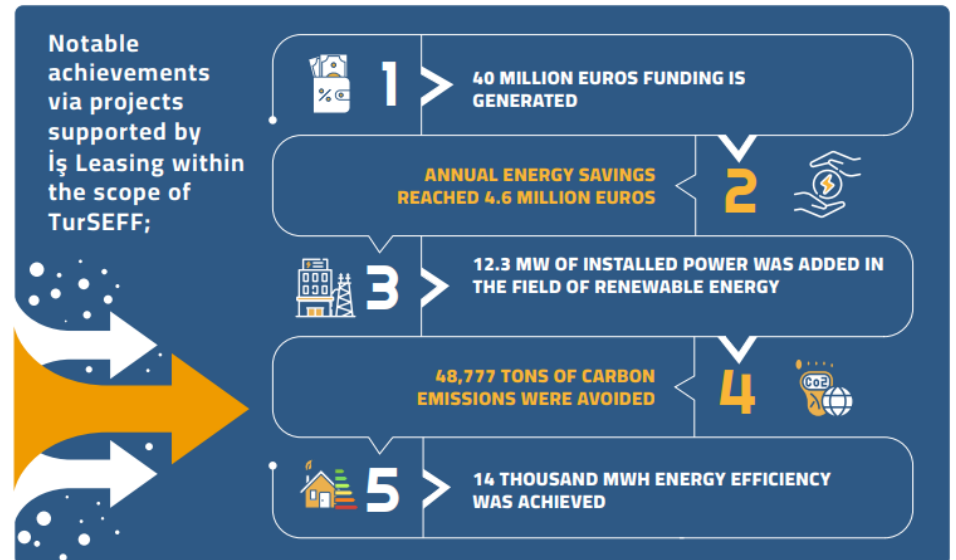 Notable
achievements
via projects
supported by
İş Leasing within
the scope of
TurSEFF;
1
40 MILLION EUROS FUNDING IS
GENERATED
ANNUAL ENERGY SAVINGS
REACHED 4.6 MILLION EUROS
2
3
12.3 MW OF INSTALLED POWER WAS ADDED IN
THE FIELD OF RENEWABLE ENERGY
48,777 TONS OF CARBON
EMISSIONS WERE AVOIDED
4
Co2
5
14 THOUSAND MWH ENERGY EFFICIENCY
WAS ACHIEVED